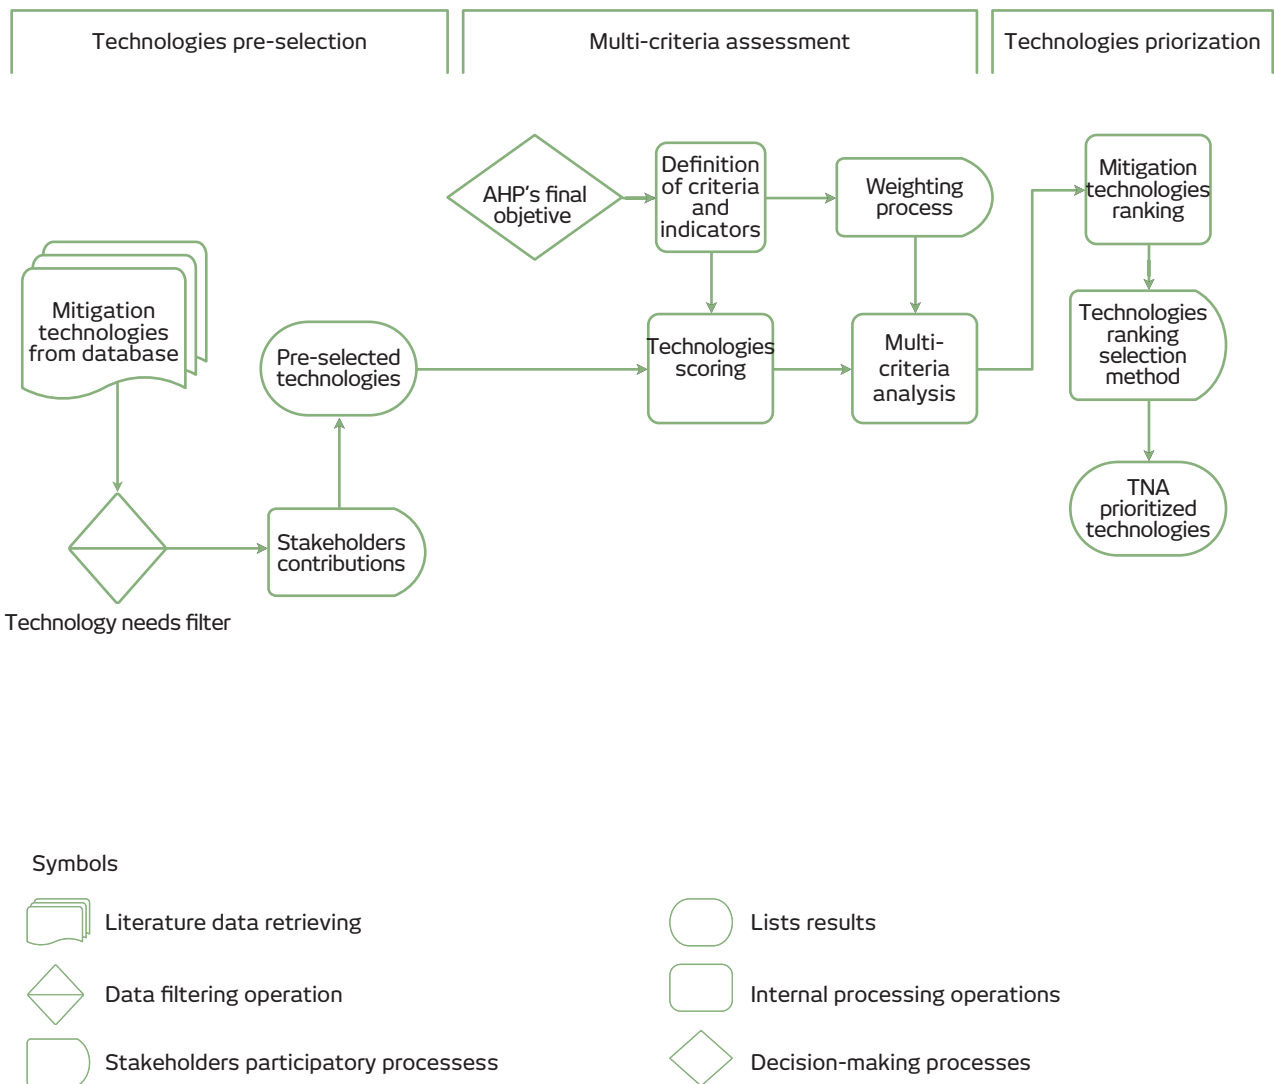 Technologies pre-selection
Multi-criteria assessment
Technologies priorization
Mitigation
technologies
from database
Technology needs filter
Stakeholders
contributions
Pre-selected
technologies
AHP's final
objetive
Definition
of criteria
and
indicators
Weighting
process
Technologies
scoring
Multi-
criteria
analysis
Mitigation
technologies
ranking
Technologies
ranking
selection
method
TNA
prioritized
technologies
Symbols
Literature data retrieving
Data filtering operation
Stakeholders participatory processess
Lists results
Internal processing operations
Decision-making processes